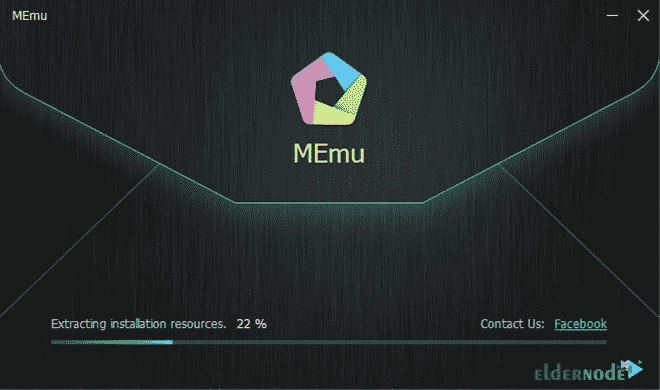 MEmu
MEmu
Extracting installation resources. 22 %
Contact Us: Facebook
eldernode